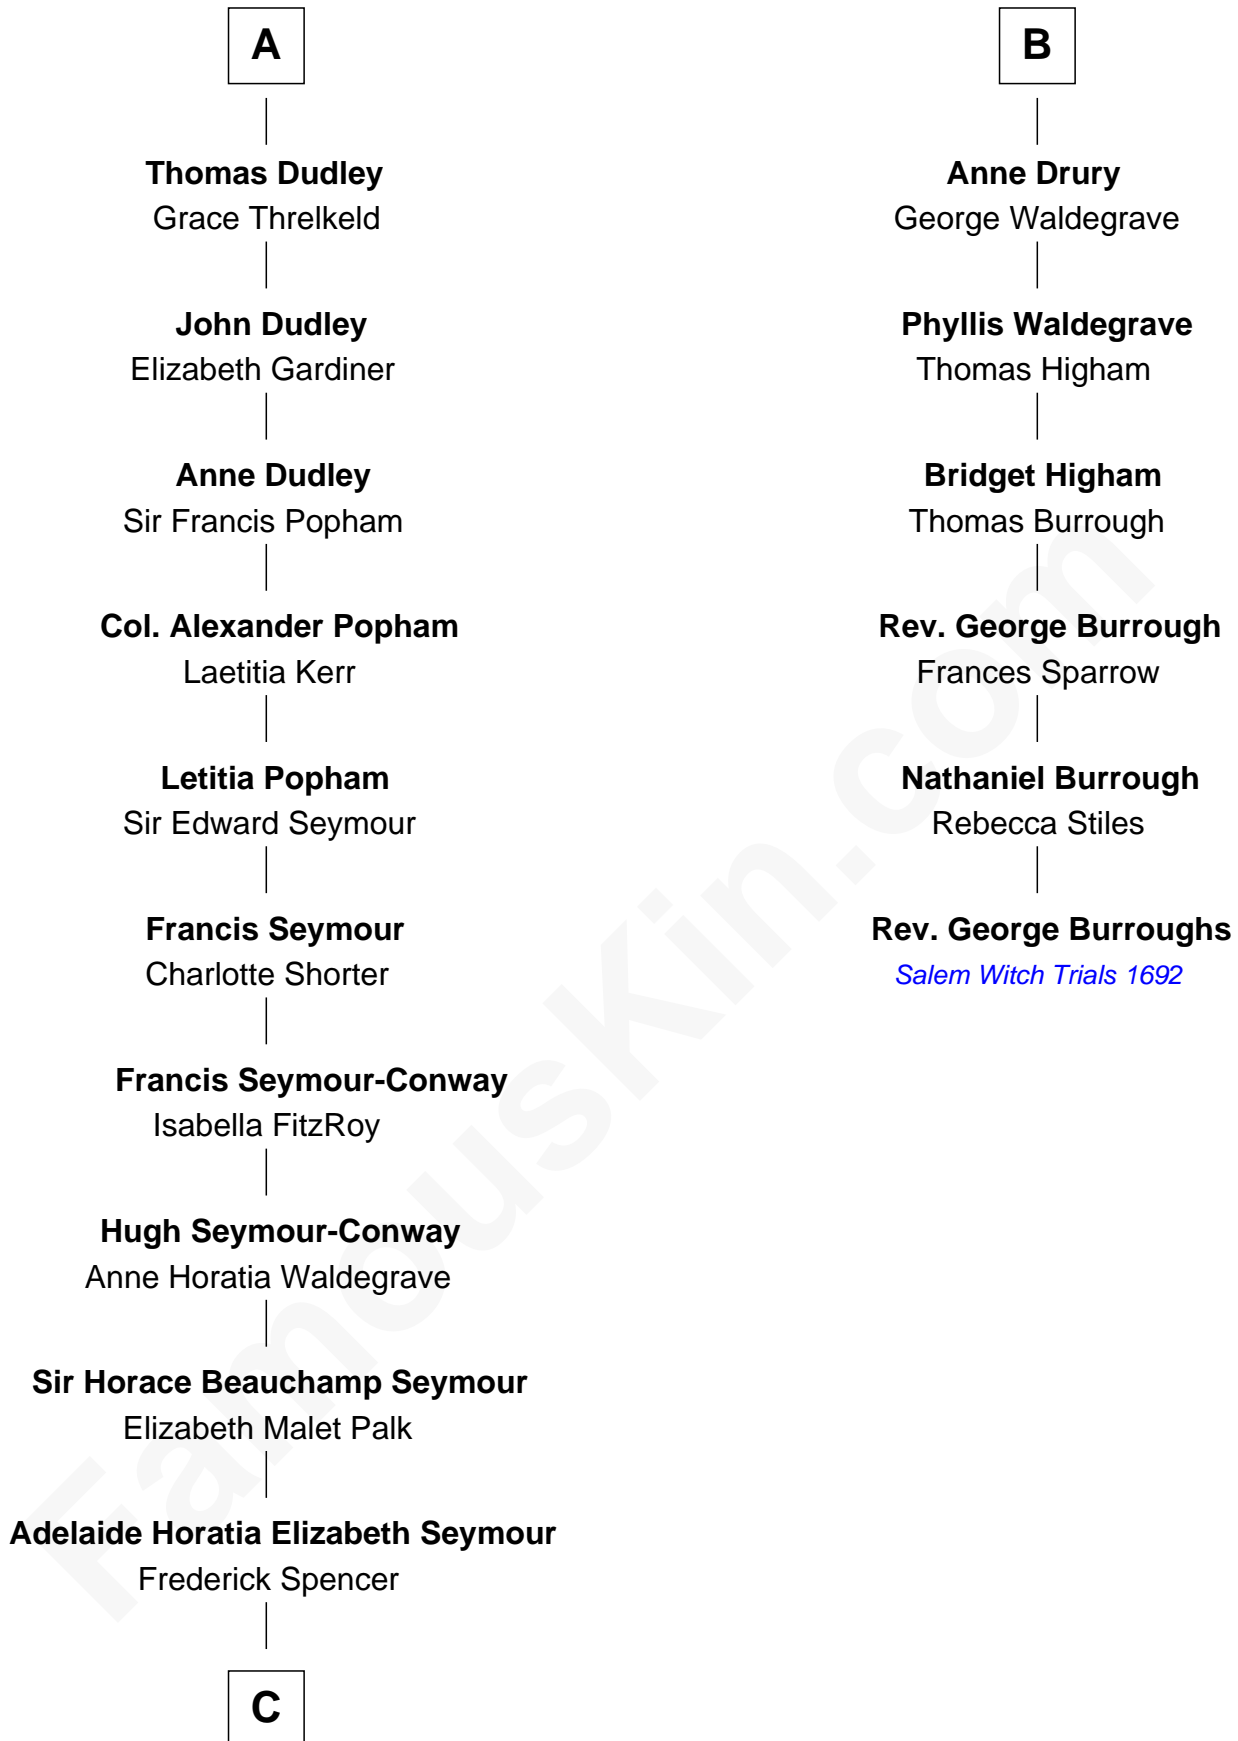 A
Thomas Dudley
Grace Threlkeld
John Dudley
Elizabeth Gardiner
Anne Dudley
Sir Francis Popham
Col. Alexander Popham
Laetitia Kerr
Letitia Popham
Sir Edward Seymour
Francis Seymour
Charlotte Shorter
Francis Seymour-Conway
Isabella FitzRoy
Hugh Seymour-Conway
Anne Horatia Waldegrave
Sir Horace Beauchamp Seymour
Elizabeth Malet Palk
Adelaide Horatia Elizabeth Seymour
Frederick Spencer
C
B
Anne Drury
George Waldegrave
Phyllis Waldegrave
Thomas Higham
Bridget Higham
Thomas Burrough
Rev. George Burrough
Frances Sparrow
Nathaniel Burrough
Rebecca Stiles
Rev. George Burroughs
Salem Witch Trials 1692
FamousKin.com